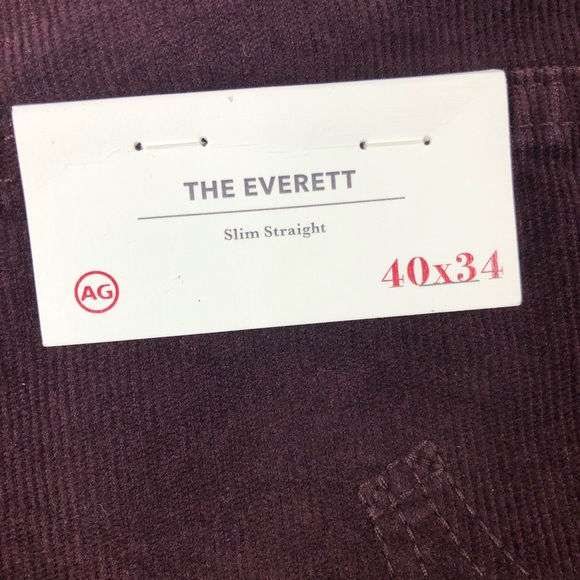 THE EVERETT
Slim Straight
AG
40x34